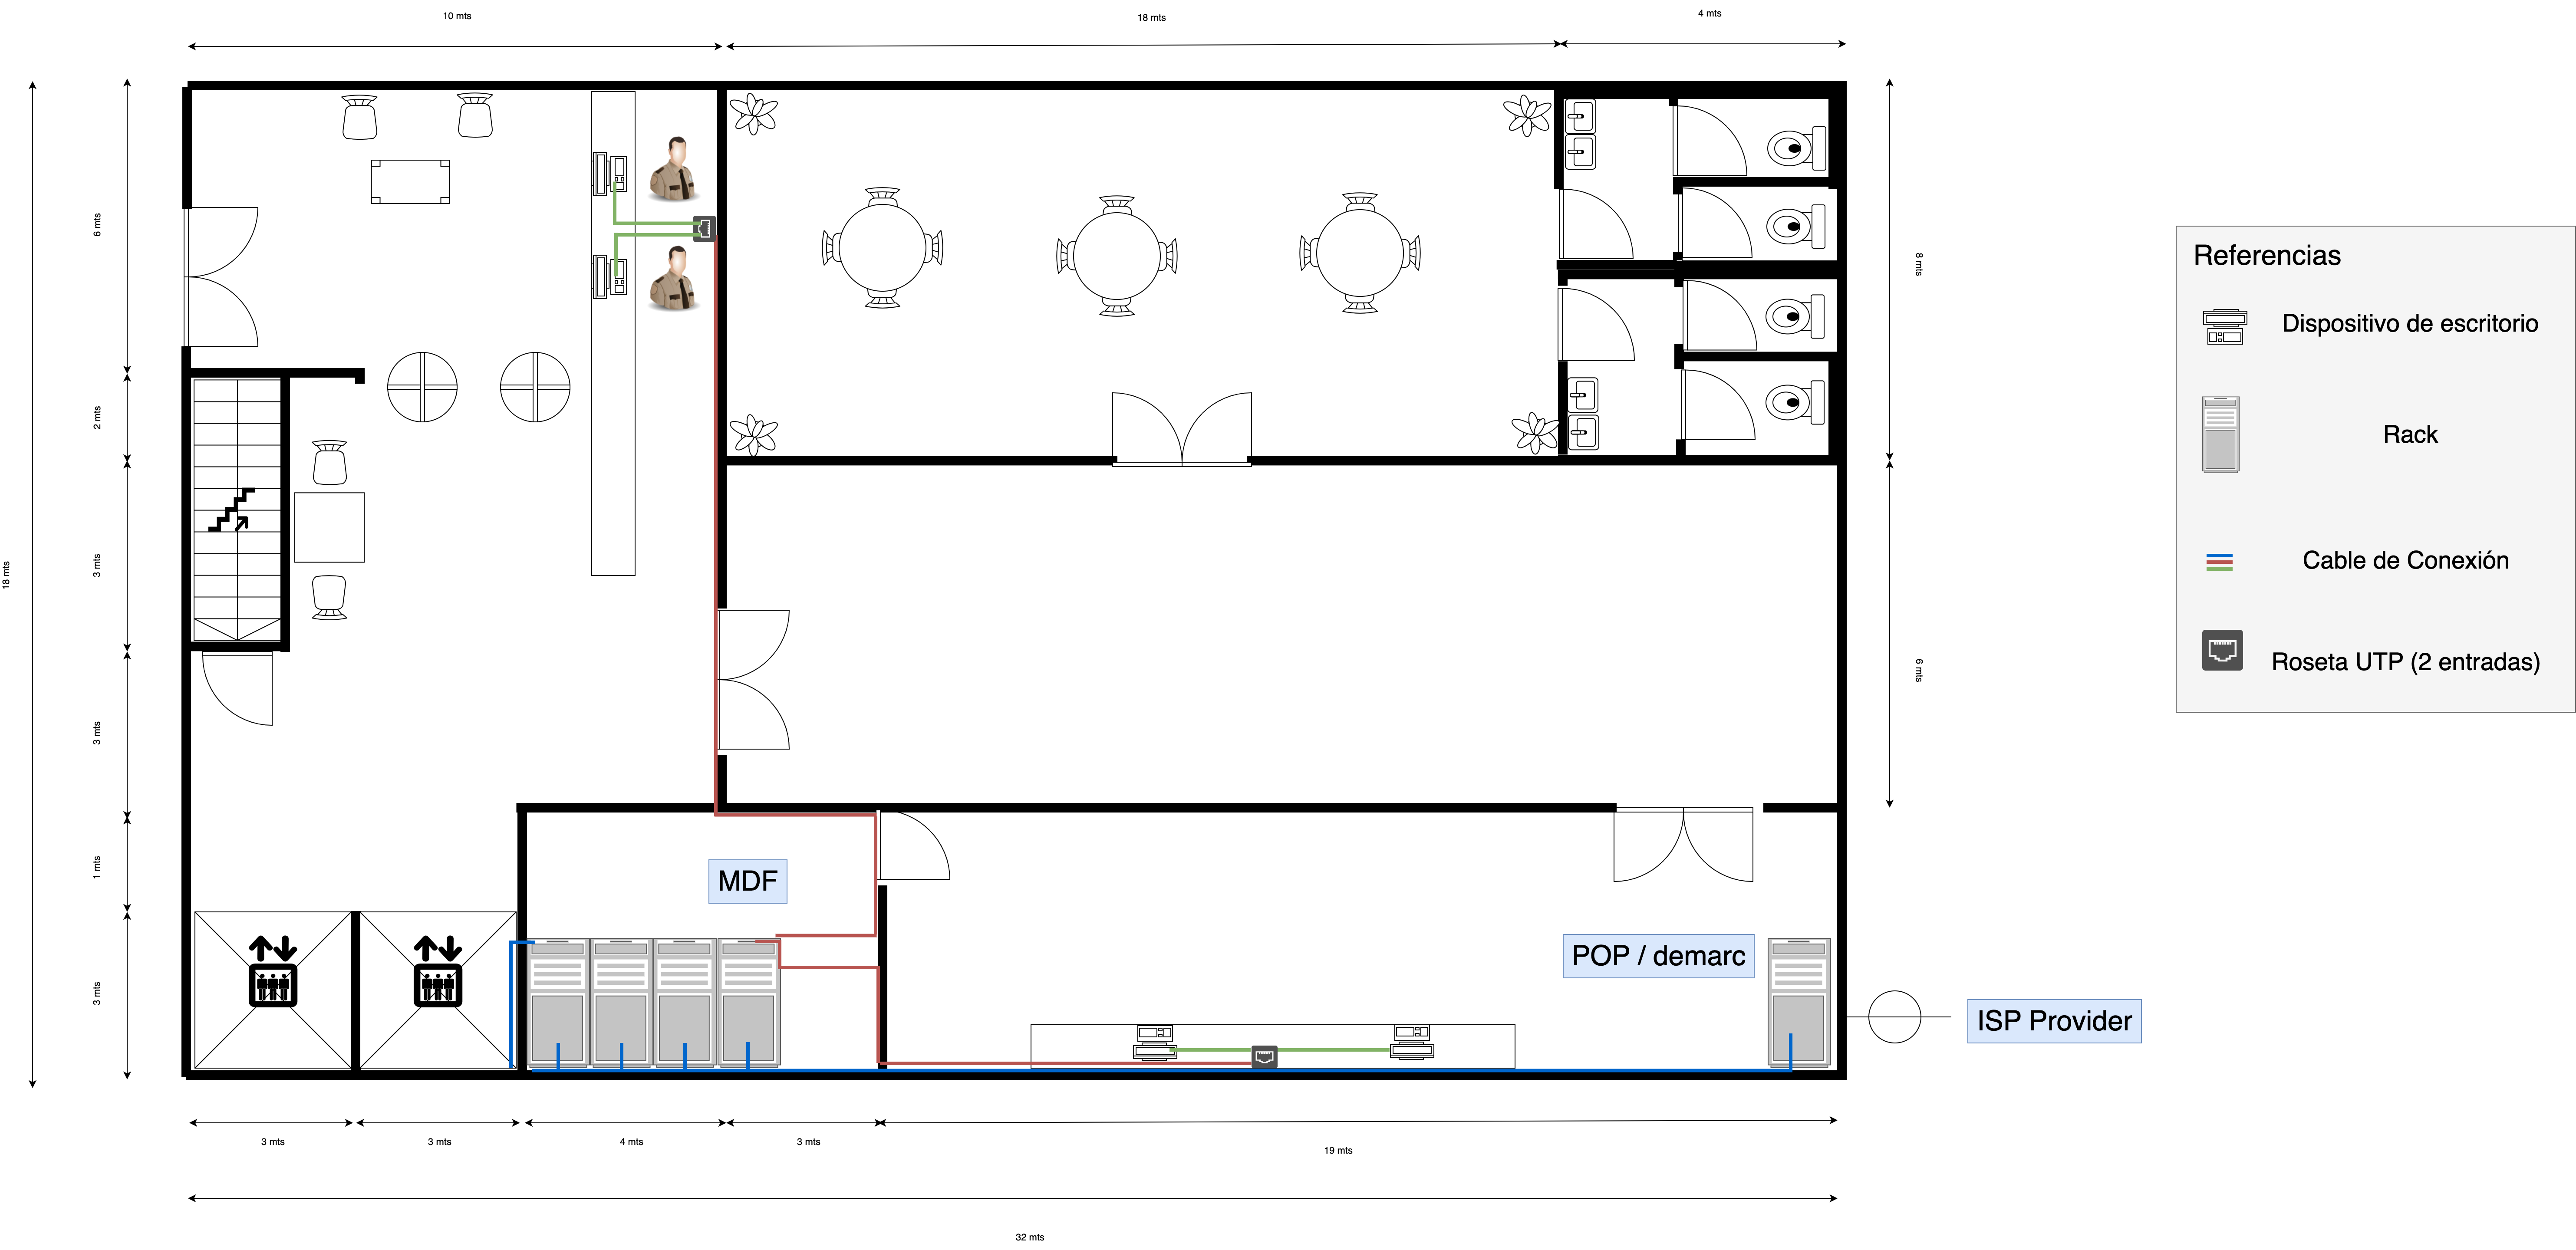 10 mts
18 mts
4 mts
18 mts
6 mts
2 mts
3 mts
3 mts
1 mts
3 mts
8 mts
6 mts
Referencias
Dispositivo de escritorio
Rack
Cable de Conexión
Roseta UTP (2 entradas)
MDF
POP / demarc
ISP Provider
3 mts
3 mts
4 mts
3 mts
19 mts
32 mts